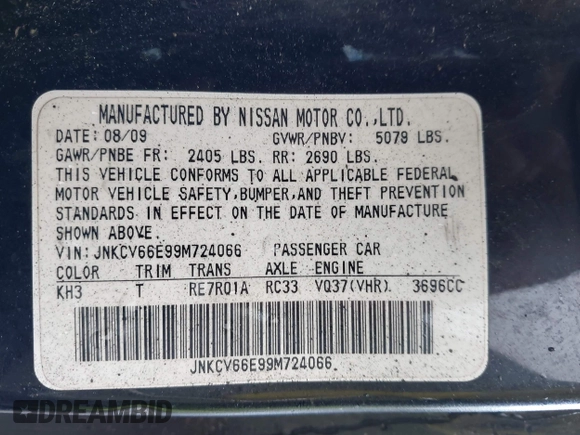 MANUFACTURED BY NISSAN MOTOR CO.,LTD.
DATE: 08/09 GVWR/PNBV: 5079 LBS.
GAWR/PNBE FR: 2405 LBS. RR: 2690 LBS.
THIS VEHICLE CONFORMS TO ALL APPLICABLE FEDERAL
MOTOR VEHICLE SAFETY,BUMPER,AND THEFT PREVENTION
STANDARDS IN EFFECT ON THE DATE OF MANUFACTURE
SHOWN ABOVE.
VIN: JNKCV66E99M724066 PASSENGER CAR
COLOR TRIM TRANS AXLE ENGINE
KH3 T RE7R01A RC33 VQ37(VHR) 3696CC
JNKCV66E99M724066
DREAMBID